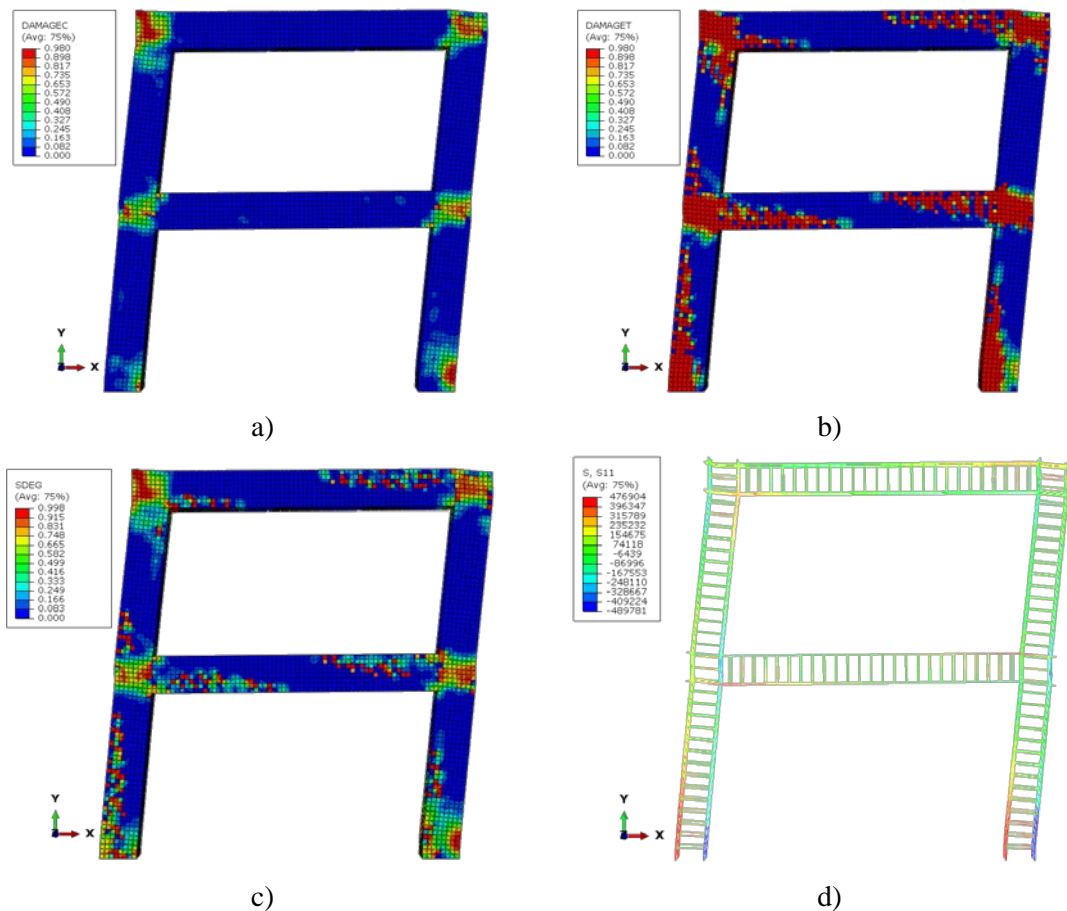 DAMAGEC
(Avg: 75%)
0.980
0.898
0.817
0.735
0.653
0.572
0.490
0.408
0.327
0.245
0.163
0.082
0.000
Y
Z
X
a)
DAMAGET
(Avg: 75%)
0.980
0.898
0.817
0.735
0.653
0.572
0.490
0.408
0.327
0.245
0.163
0.082
0.000
Y
Z
X
b)
SDEG
(Avg: 75%)
0.998
0.915
0.831
0.748
0.665
0.582
0.499
0.416
0.333
0.249
0.166
0.083
0.000
Y
Z
X
c)
S, S11
(Avg: 75%)
476904
396347
315789
235232
154675
74118
-6439
-86996
-167553
-248110
-328667
-409224
-489781
Y
Z
X
d)